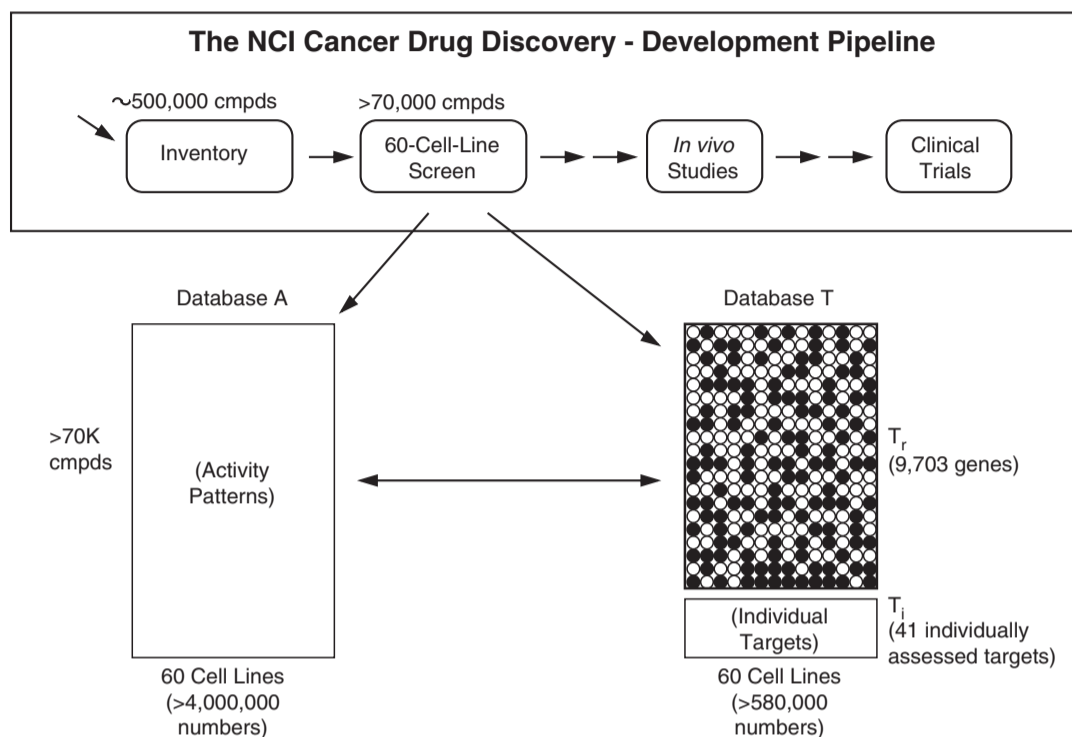 The NCI Cancer Drug Discovery - Development Pipeline
~500,000 cmpds
>70,000 cmpds
Inventory
60-Cell-Line
Screen
In vivo
Studies
Clinical
Trials
Database A
Database T
>70K
cmpds
(Activity
Patterns)
Tr
(9,703 genes)
(Individual
Targets)
Ti
(41 individually
assessed targets)
60 Cell Lines
(>4,000,000
numbers)
60 Cell Lines
(>580,000
numbers)